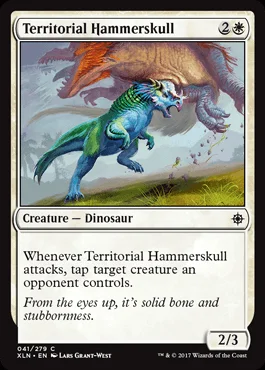 Territorial Hammerskull 2
Creature — Dinosaur
Whenever Territorial Hammerskull
attacks, tap target creature an
opponent controls.
From the eyes up, it's solid bone and
stubbornness.
2/3
041/279 C
XLN • EN Lars Grant-West
™ & © 2017 Wizards of the Coast